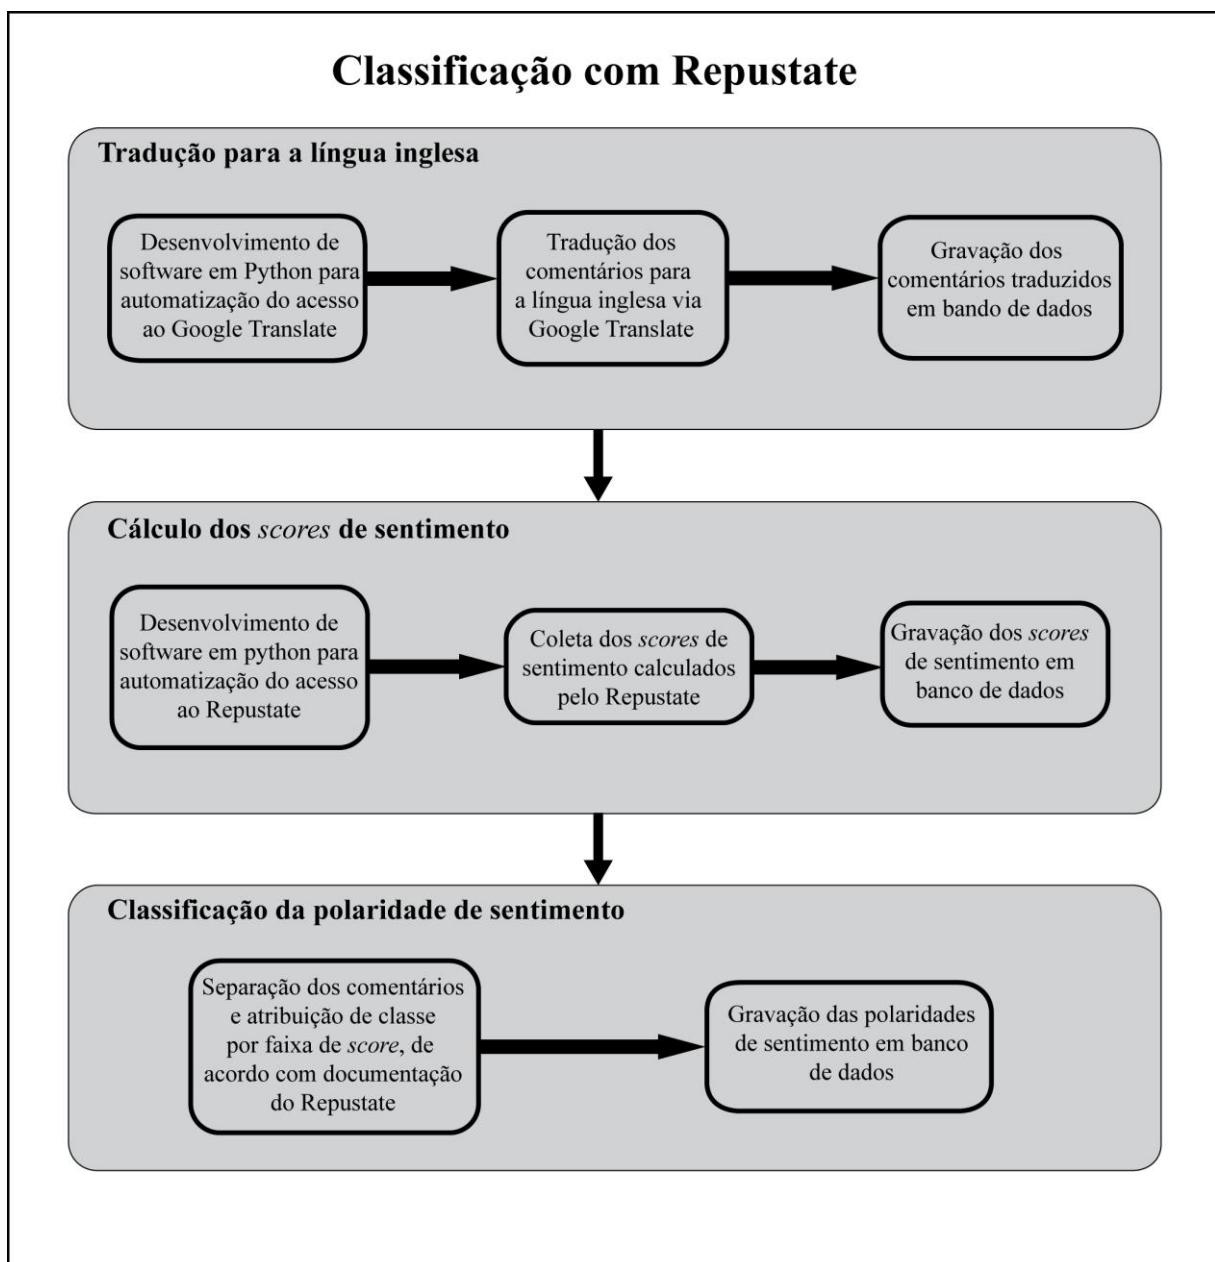 Classificação com Repustate
Tradução para a língua inglesa
Desenvolvimento de
software em Python para
automatização do acesso
ao Google Translate
Tradução dos
comentários para
a língua inglesa via
Google Translate
Gravação dos
comentários traduzidos
em bando de dados
Cálculo dos scores de sentimento
Desenvolvimento de
software em python para
automatização do acesso
ao Repustate
Coleta dos scores de
sentimento calculados
pelo Repustate
Gravação dos scores
de sentimento em
banco de dados
Classificação da polaridade de sentimento
Separação dos comentários
e atribuição de classe
por faixa de score, de
acordo com documentação
do Repustate
Gravação das polaridades
de sentimento em banco
de dados